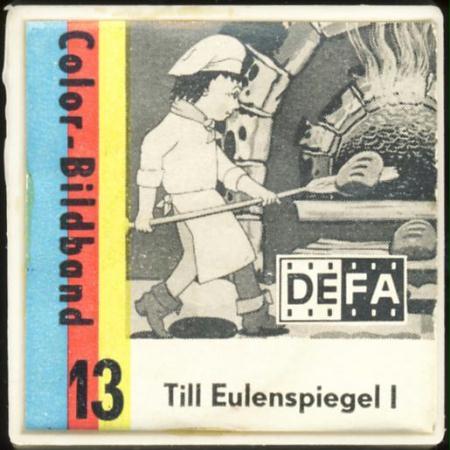 Color-Bildband
13
DEFA
Till Eulenspiegel I